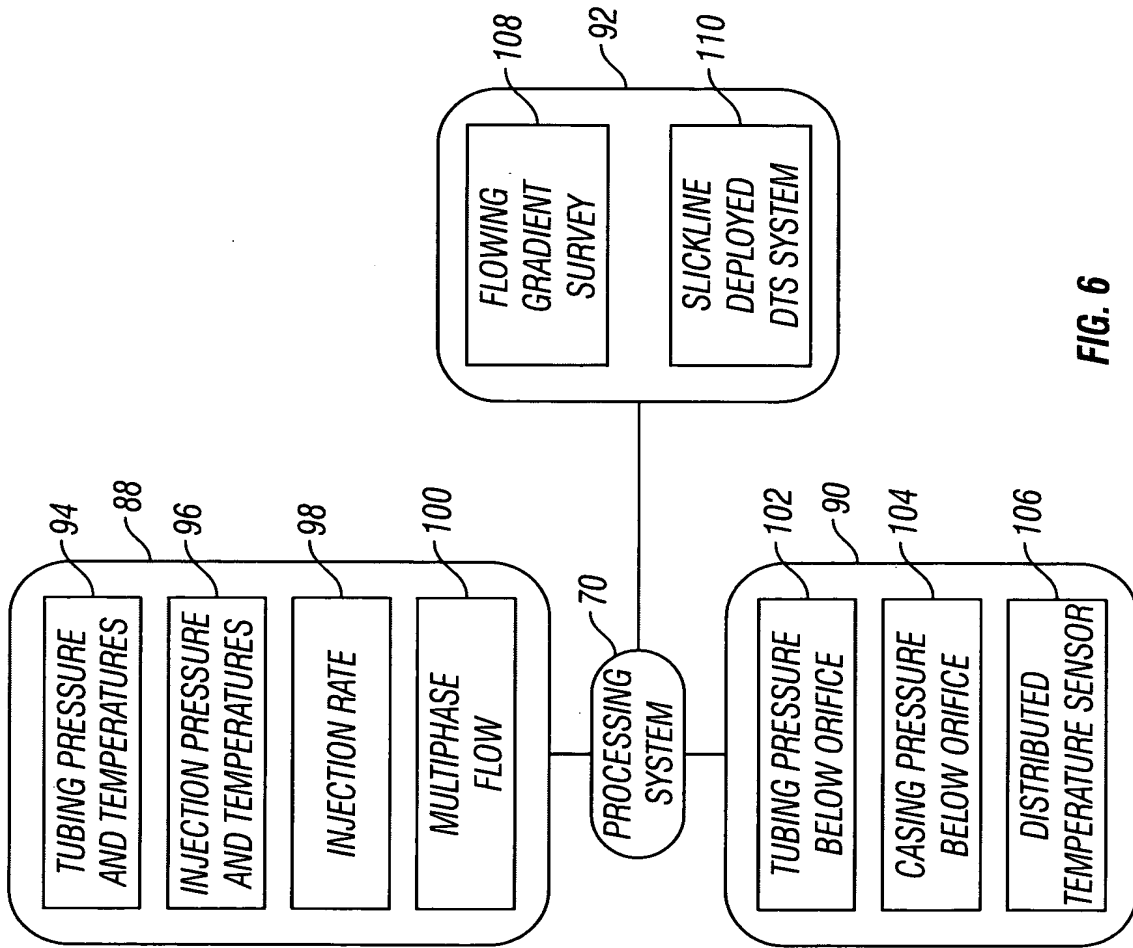 94
88
TUBING PRESSURE
AND TEMPERATURES
96
INJECTION PRESSURE
AND TEMPERATURES
98
INJECTION RATE
100
MULTIPHASE
FLOW
70
PROCESSING
SYSTEM
102
90
TUBING PRESSURE
BELOW ORIFICE
104
CASING PRESSURE
BELOW ORIFICE
106
DISTRIBUTED
TEMPERATURE SENSOR
108
92
FLOWING
GRADIENT
SURVEY
110
SLICKLINE
DEPLOYED
DTS SYSTEM
FIG. 6